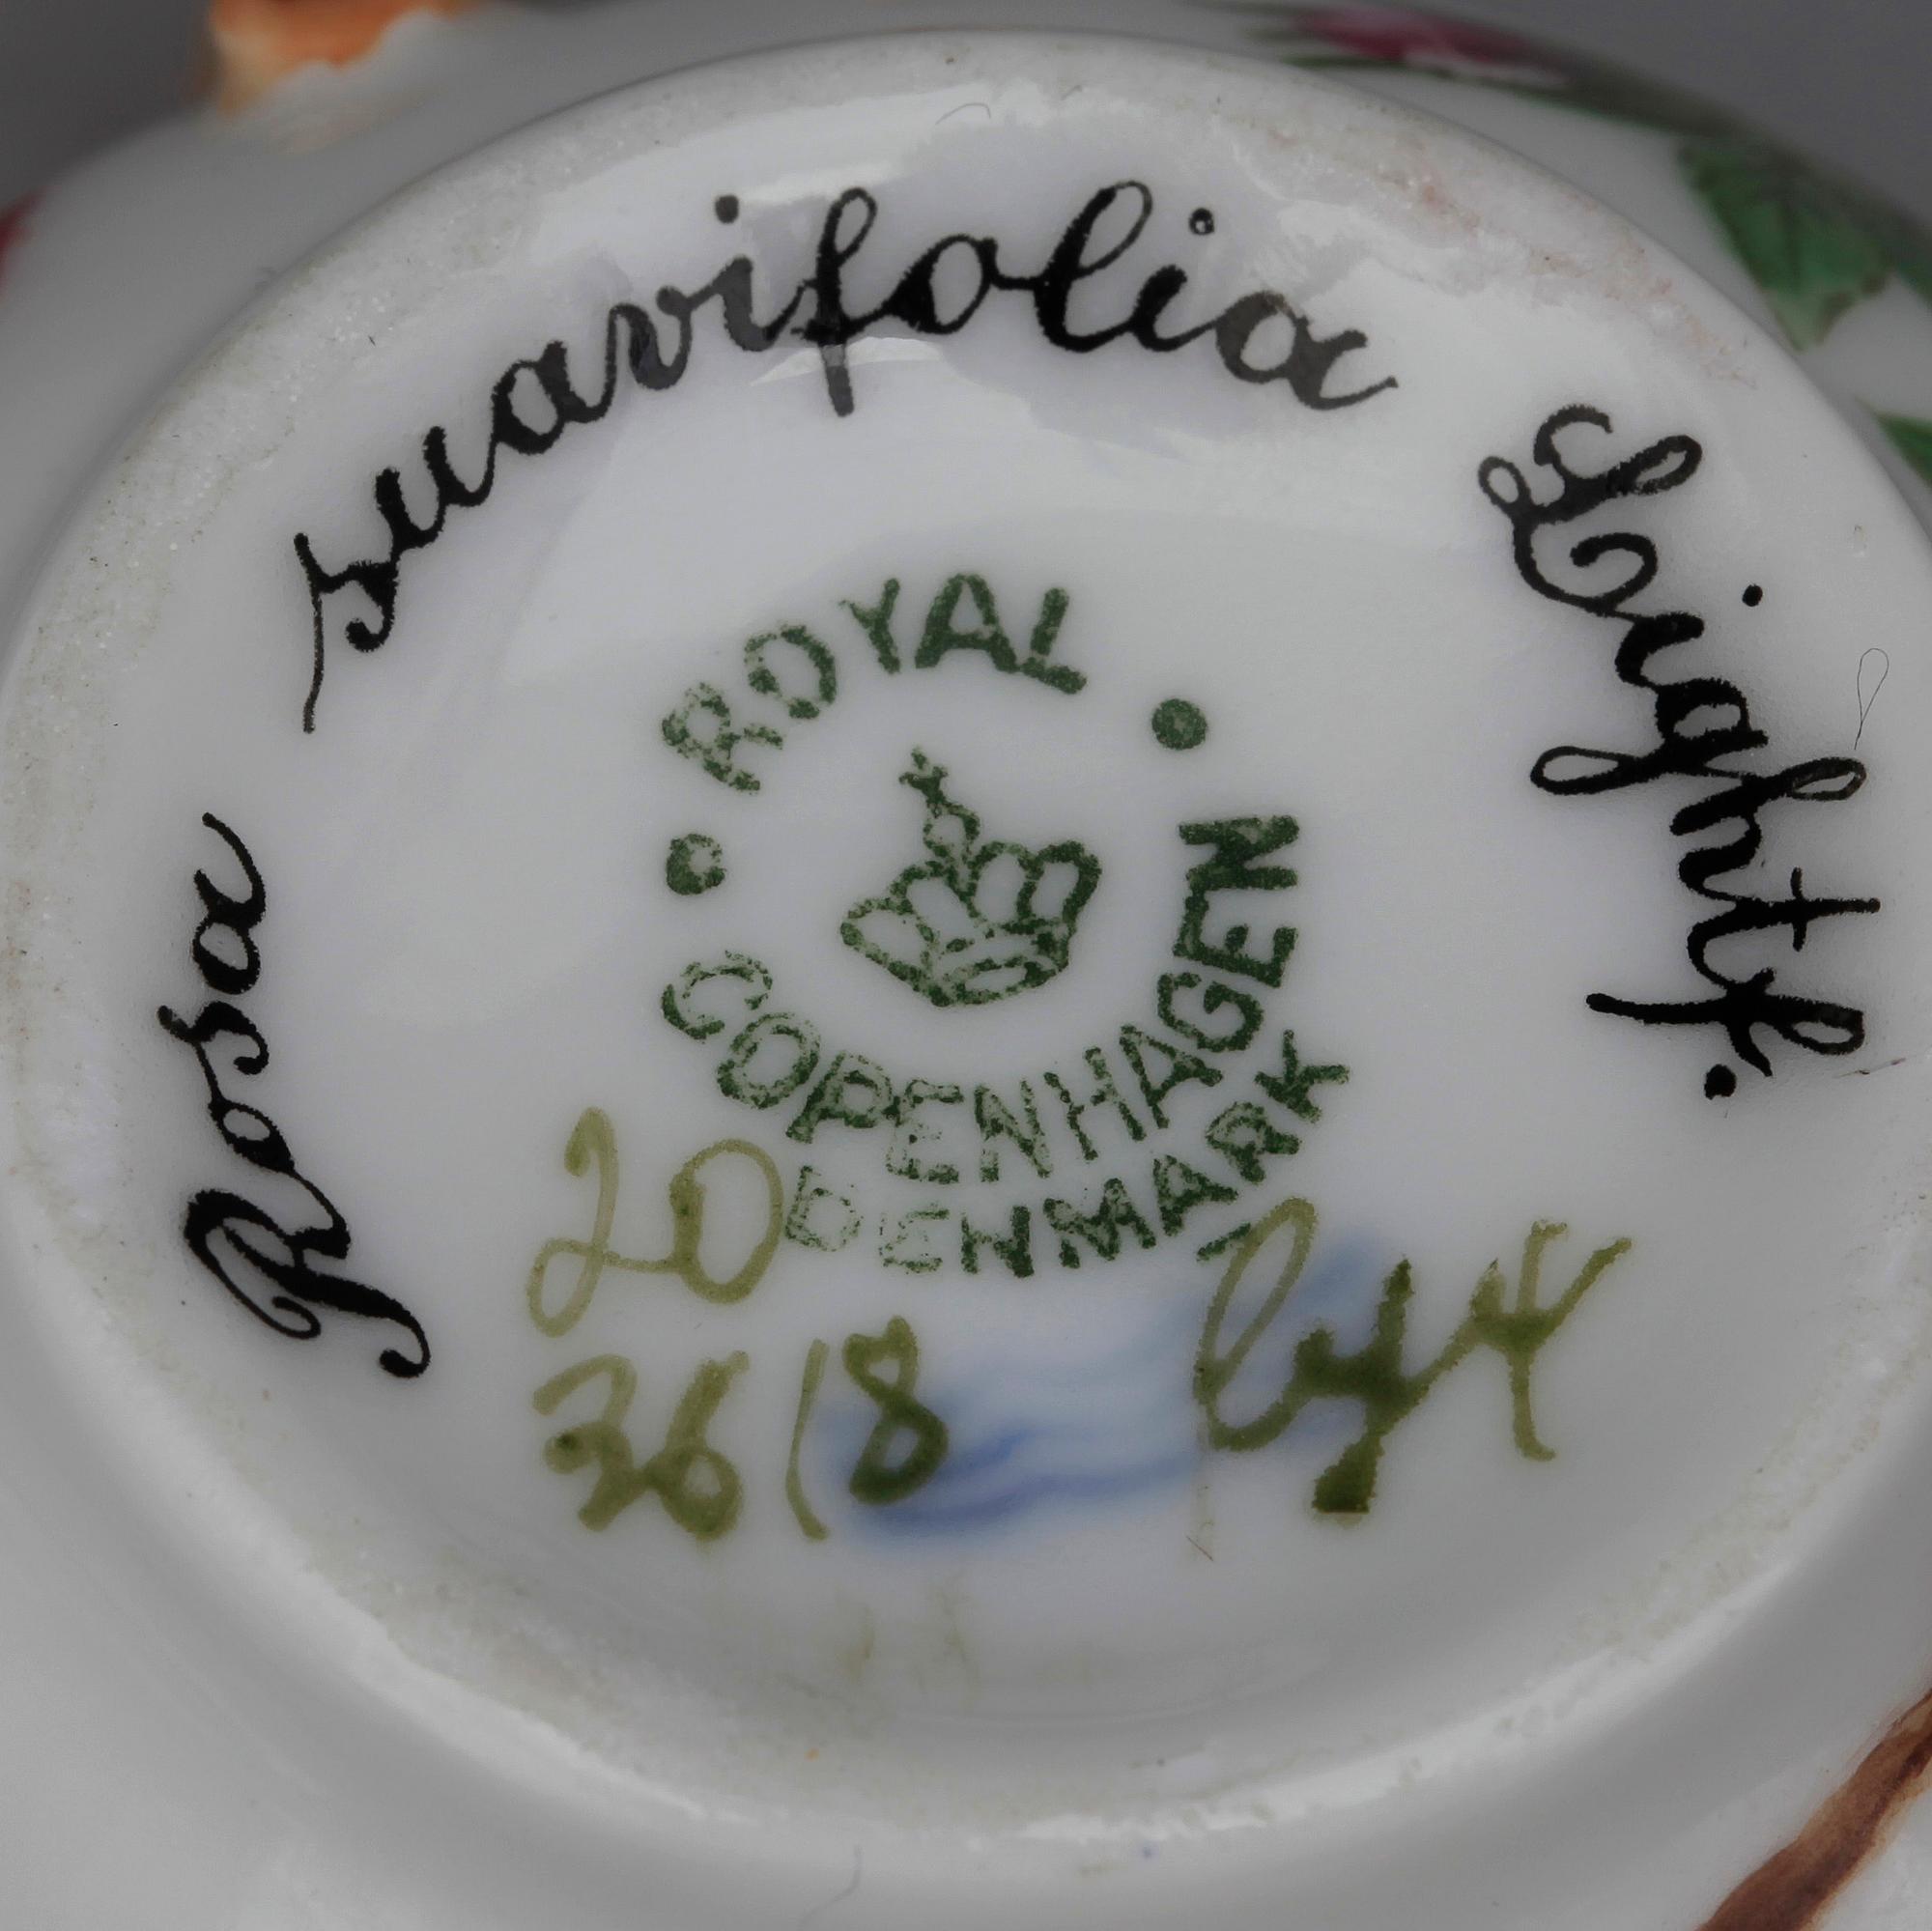 Rosa suavifolia Lightf.
ROYAL
COPENHAGEN
DENMARK
20
3618